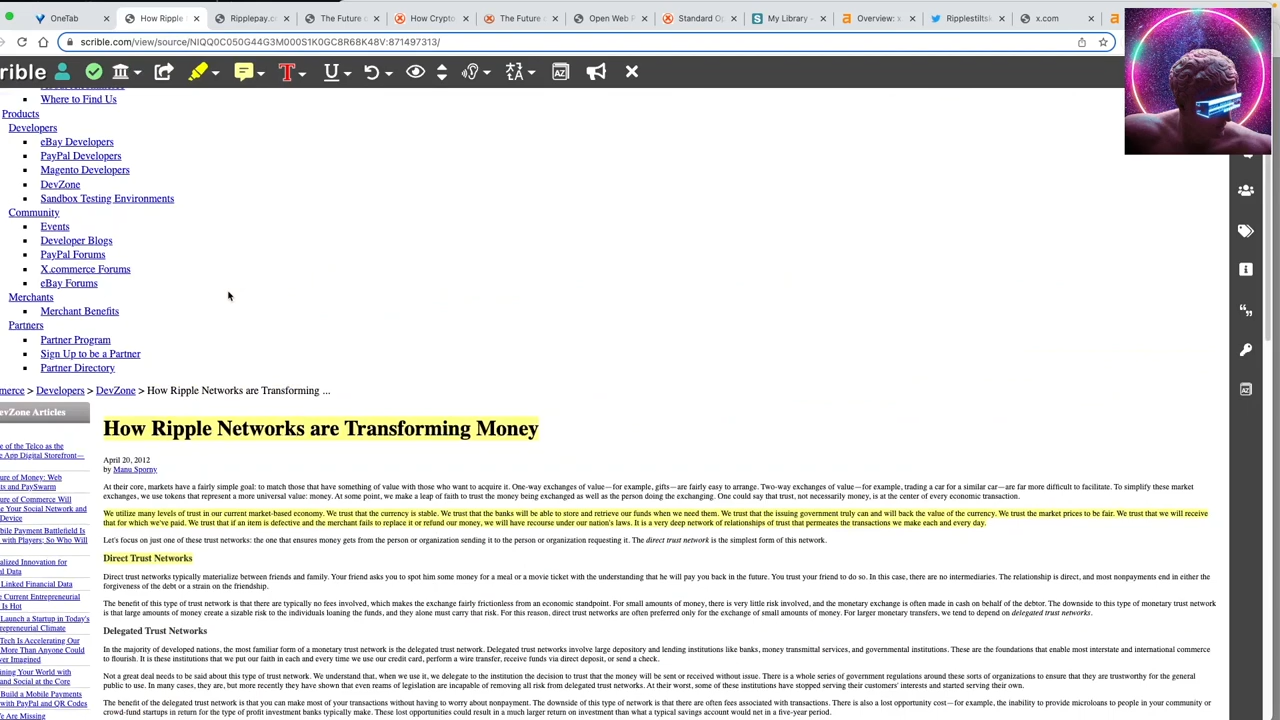 OneTab
How Ripple
Ripplepay.c
The Future o
How Crypto
The Future o
Open Web P
Standard Op
My Library -
Overview: x
Ripplestiltsk
x.com
scrible.com/view/source/NIQQ0C050G44G3M000S1K0GC8R68K48V:871497313/
rible
Where to Find Us
Products
Developers
eBay Developers
PayPal Developers
Magento Developers
DevZone
Sandbox Testing Environments
Community
Events
Developer Blogs
PayPal Forums
X.commerce Forums
eBay Forums
Merchants
Merchant Benefits
Partners
Partner Program
Sign Up to be a Partner
Partner Directory
merce > Developers > DevZone > How Ripple Networks are Transforming ...
evZone Articles
e of the Telco as the
e App Digital Storefront—
ure of Money: Web
ts and PaySwarm
ure of Commerce Will
e Your Social Network and
Device
bile Payment Battlefield Is
with Players; So Who Will
alized Innovation for
l Data
Linked Financial Data
Is Hot
e Current Entrepreneurial
Launch a Startup in Today's
repreneurial Climate
Tech Is Accelerating Our
More Than Anyone Could
ver Imagined
ining Your World with
and Social at the Core
Build a Mobile Payments
with PayPal and QR Codes
e Are Missing
How Ripple Networks are Transforming Money
April 20, 2012
by Manu Sporny
At their core, markets have a fairly simple goal: to match those that have something of value with those who want to acquire it. One-way exchanges of value—for example, gifts—are fairly easy to arrange. Two-way exchanges of value—for example, trading a car for a similar car—are far more difficult to facilitate. To simplify these market
exchanges, we use tokens that represent a more universal value: money. At some point, we make a leap of faith to trust the money being exchanged as well as the person doing the exchanging. One could say that trust, not necessarily money, is at the center of every economic transaction.
We utilize many levels of trust in our current market-based economy. We trust that the currency is stable. We trust that the banks will be able to store and retrieve our funds when we need them. We trust that the issuing government truly can and will back the value of the currency. We trust the market prices to be fair. We trust that we will receive
that for which we've paid. We trust that if an item is defective and the merchant fails to replace it or refund our money, we will have recourse under our nation's laws. It is a very deep network of relationships of trust that permeates the transactions we make each and every day.
Let's focus on just one of these trust networks: the one that ensures money gets from the person or organization sending it to the person or organization requesting it. The direct trust network is the simplest form of this network.
Direct Trust Networks
Direct trust networks typically materialize between friends and family. Your friend asks you to spot him some money for a meal or a movie ticket with the understanding that he will pay you back in the future. You trust your friend to do so. In this case, there are no intermediaries. The relationship is direct, and most nonpayments end in either the
forgiveness of the debt or a strain on the friendship.
The benefit of this type of trust network is that there are typically no fees involved, which makes the exchange fairly frictionless from an economic standpoint. For small amounts of money, there is very little risk involved, and the monetary exchange is often made in cash on behalf of the debtor. The downside to this type of monetary trust network
is that large amounts of money create a sizable risk to the individuals loaning the funds, and they alone must carry that risk. For this reason, direct trust networks are often preferred only for the exchange of small amounts of money. For larger monetary transfers, we tend to depend on delegated trust networks.
Delegated Trust Networks
In the majority of developed nations, the most familiar form of a monetary trust network is the delegated trust network. Delegated trust networks involve large depository and lending institutions like banks, money transmittal services, and governmental institutions. These are the foundations that enable most interstate and international commerce
to flourish. It is these institutions that we put our faith in each and every time we use our credit card, perform a wire transfer, receive funds via direct deposit, or send a check.
Not a great deal needs to be said about this type of trust network. We understand that, when we use it, we delegate to the institution the decision to trust that the money will be sent or received without issue. There is a whole series of government regulations around these sorts of organizations to ensure that they are trustworthy for the general
public to use. In many cases, they are, but more recently they have shown that even reams of legislation are incapable of removing all risk from delegated trust networks. At their worst, some of these institutions have stopped serving their customers' interests and started serving their own.
The benefit of the delegated trust network is that you can make most of your transactions without having to worry about nonpayment. The downside of this type of network is that there are often fees associated with transactions. There is also a lost opportunity cost—for example, the inability to provide microloans to people in your community or
crowd-fund startups in return for the type of profit investment banks typically make. These lost opportunities could result in a much larger return on investment than what a typical savings account would net in a five-year period.